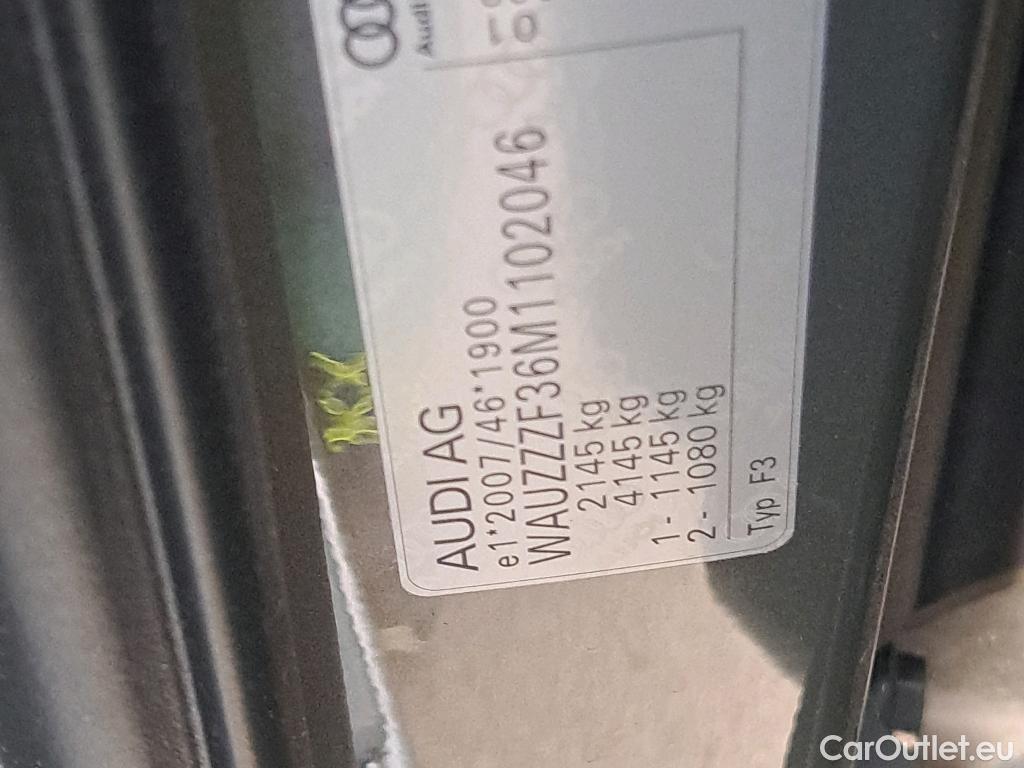 Audi
AUDI AG
e1*2007/46*1900
WAUZZZF36M1102046
2145 kg
4145 kg
1- 1145 kg
2- 1080 kg
Typ F3
CarOutlet.eu